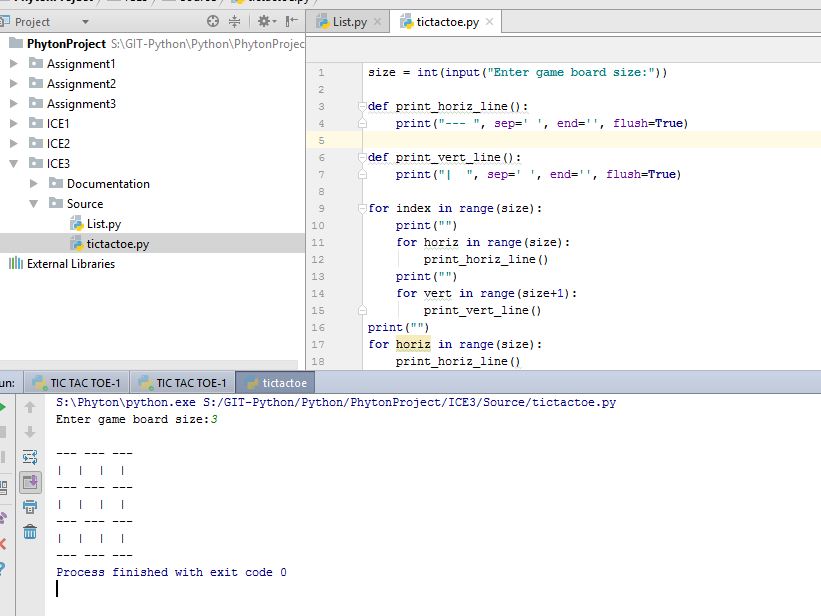 Project
PhytonProject S:\GIT-Python\Python\PhytonProjec
Assignment1
Assignment2
Assignment3
ICE1
ICE2
ICE3
Documentation
Source
List.py
tictactoe.py
External Libraries
List.py
tictactoe.py
1 size = int(input("Enter game board size:"))
2
3 def print_horiz_line():
4     print("--- ", sep=' ', end='', flush=True)
5
6 def print_vert_line():
7     print("|  ", sep=' ', end='', flush=True)
8
9 for index in range(size):
10     print("")
11     for horiz in range(size):
12         print_horiz_line()
13     print("")
14     for vert in range(size+1):
15         print_vert_line()
16 print("")
17 for horiz in range(size):
18     print_horiz_line()
un: TIC TAC TOE-1 TIC TAC TOE-1 tictactoe
S:\Phyton\python.exe S:/GIT-Python/Python/PhytonProject/ICE3/Source/tictactoe.py
Enter game board size:3
--- --- ---
|  |  |  |
--- --- ---
|  |  |  |
--- --- ---
|  |  |  |
--- --- ---
Process finished with exit code 0